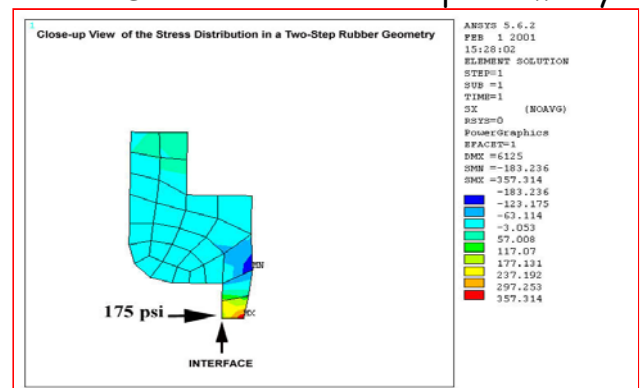 1
Close-up View of the Stress Distribution in a Two-Step Rubber Geometry
ANSYS 5.6.2
FEB 1 2001
15:28:02
ELEMENT SOLUTION
STEP=1
SUB =1
TIME=1
SX (NOAVG)
RSYS=0
PowerGraphics
EFACET=1
DMX =6125
SMN =-183.236
SMX =357.314
-183.236
-123.175
-63.114
-3.053
57.008
117.07
177.131
237.192
297.253
357.314
MN
MX
175 psi
INTERFACE